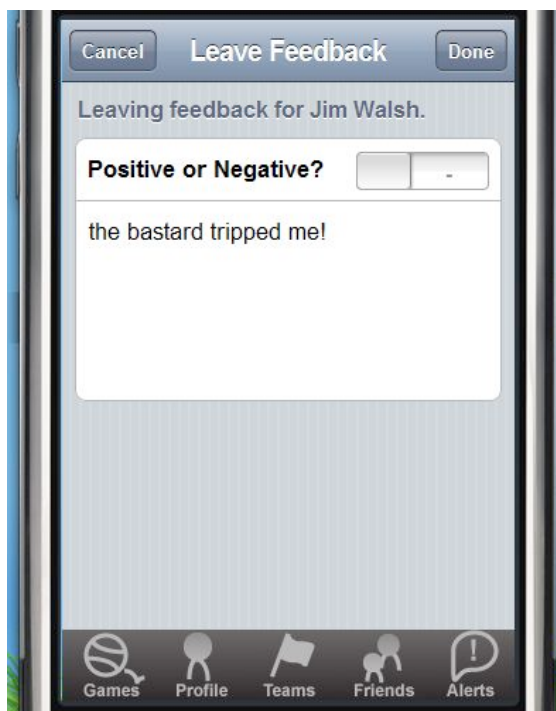 Cancel Leave Feedback Done
Leaving feedback for Jim Walsh.
Positive or Negative? -
the bastard tripped me!
Games Profile Teams Friends Alerts